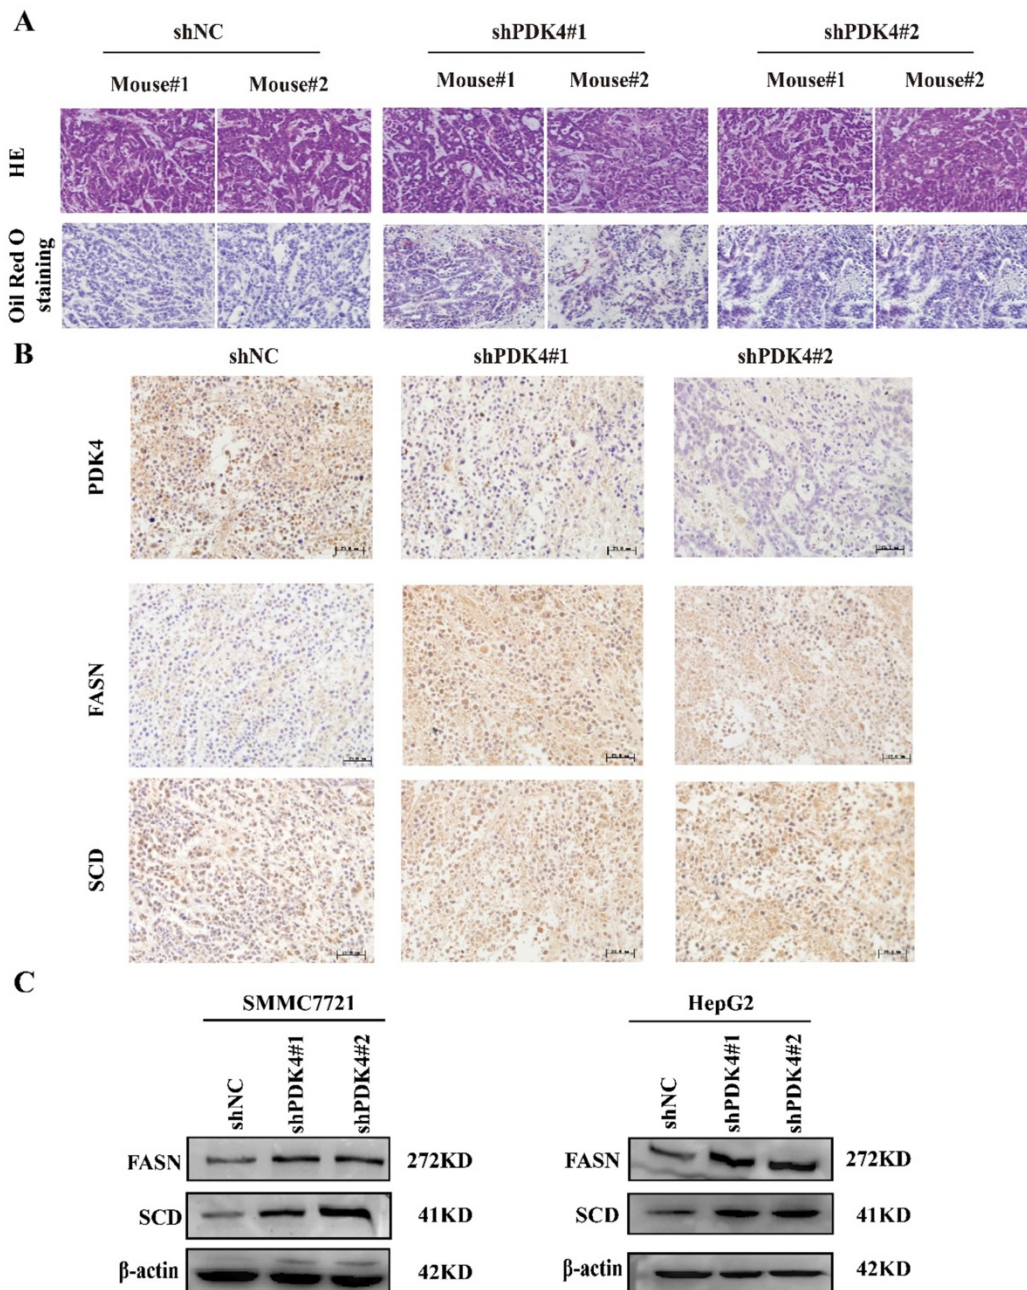 A
shNC shPDK4#1 shPDK4#2
Mouse#1 Mouse#2 Mouse#1 Mouse#2 Mouse#1 Mouse#2
HE
Oil Red O
staining
B
shNC shPDK4#1 shPDK4#2
PDK4
FASN
SCD
C
SMMC7721 HepG2
shNC shPDK4#1 shPDK4#2 shNC shPDK4#1 shPDK4#2
FASN 272KD FASN 272KD
SCD 41KD SCD 41KD
β-actin 42KD β-actin 42KD